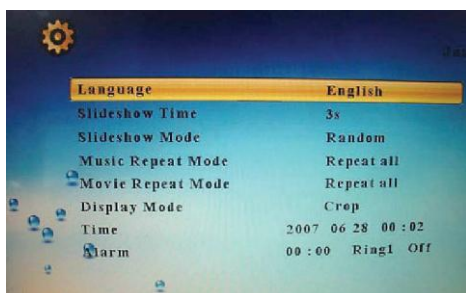 Language English
Slideshow Time 3s
Slideshow Mode Random
Music Repeat Mode Repeat all
Movie Repeat Mode Repeat all
Display Mode Crop
Time 2007 06 28 00:02
Alarm 00:00 Ring1 Off